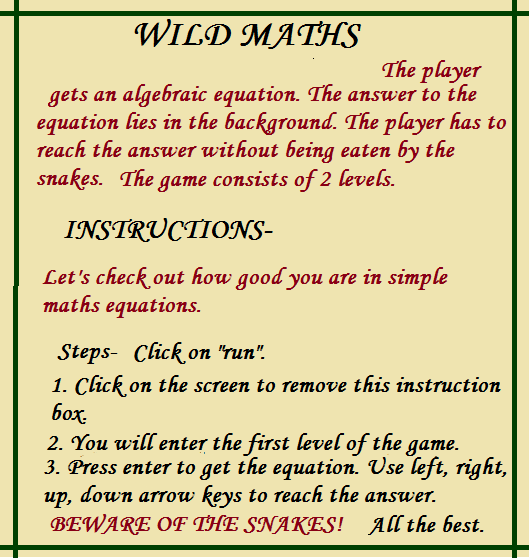 WILD MATHS
The player
gets an algebraic equation. The answer to the
equation lies in the background. The player has to
reach the answer without being eaten by the
snakes. The game consists of 2 levels.
INSTRUCTIONS-
Let's check out how good you are in simple
maths equations.
Steps- Click on "run".
1. Click on the screen to remove this instruction
box.
2. You will enter the first level of the game.
3. Press enter to get the equation. Use left, right,
up, down arrow keys to reach the answer.
BEWARE OF THE SNAKES! All the best.